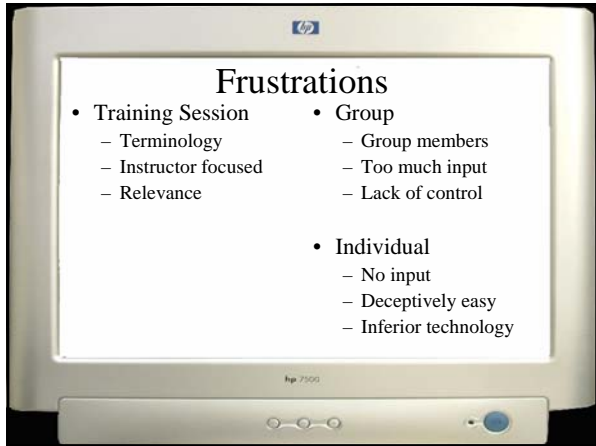 hp
Frustrations
• Training Session
– Terminology
– Instructor focused
– Relevance
• Group
– Group members
– Too much input
– Lack of control
• Individual
– No input
– Deceptively easy
– Inferior technology
hp 7500